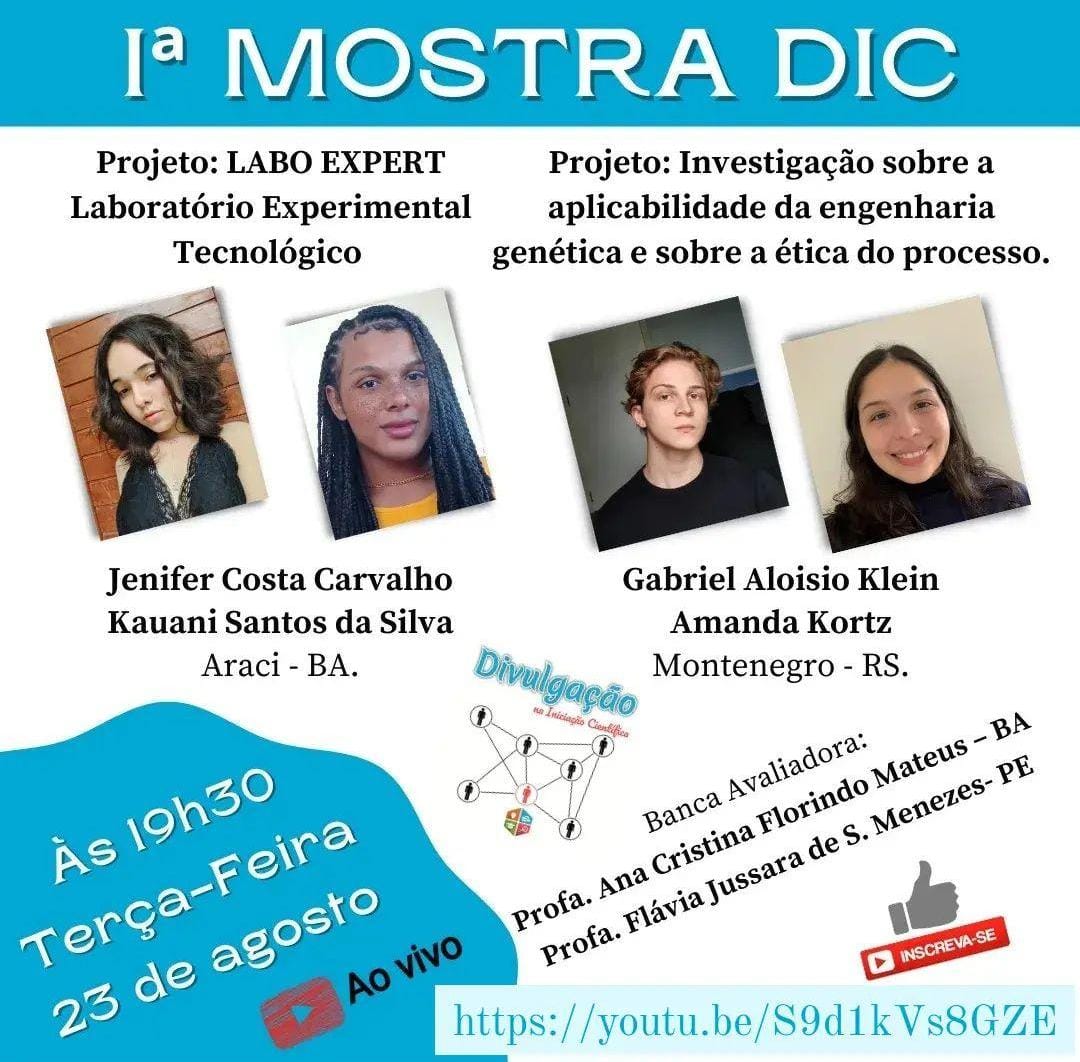 Iª MOSTRA DIC
Projeto: LABO EXPERT
Laboratório Experimental
Tecnológico
Projeto: Investigação sobre a
aplicabilidade da engenharia
genética e sobre a ética do processo.
Jenifer Costa Carvalho
Kauani Santos da Silva
Araci - BA.
Gabriel Aloisio Klein
Amanda Kortz
Montenegro - RS.
Divulgação
na Iniciação Científica
Às 19h30
Terça-Feira
23 de agosto
Ao vivo
Banca Avaliadora:
Profa. Ana Cristina Florindo Mateus – BA
Profa. Flávia Jussara de S. Menezes- PE
INSCREVA-SE
https://youtu.be/S9d1kVs8GZE